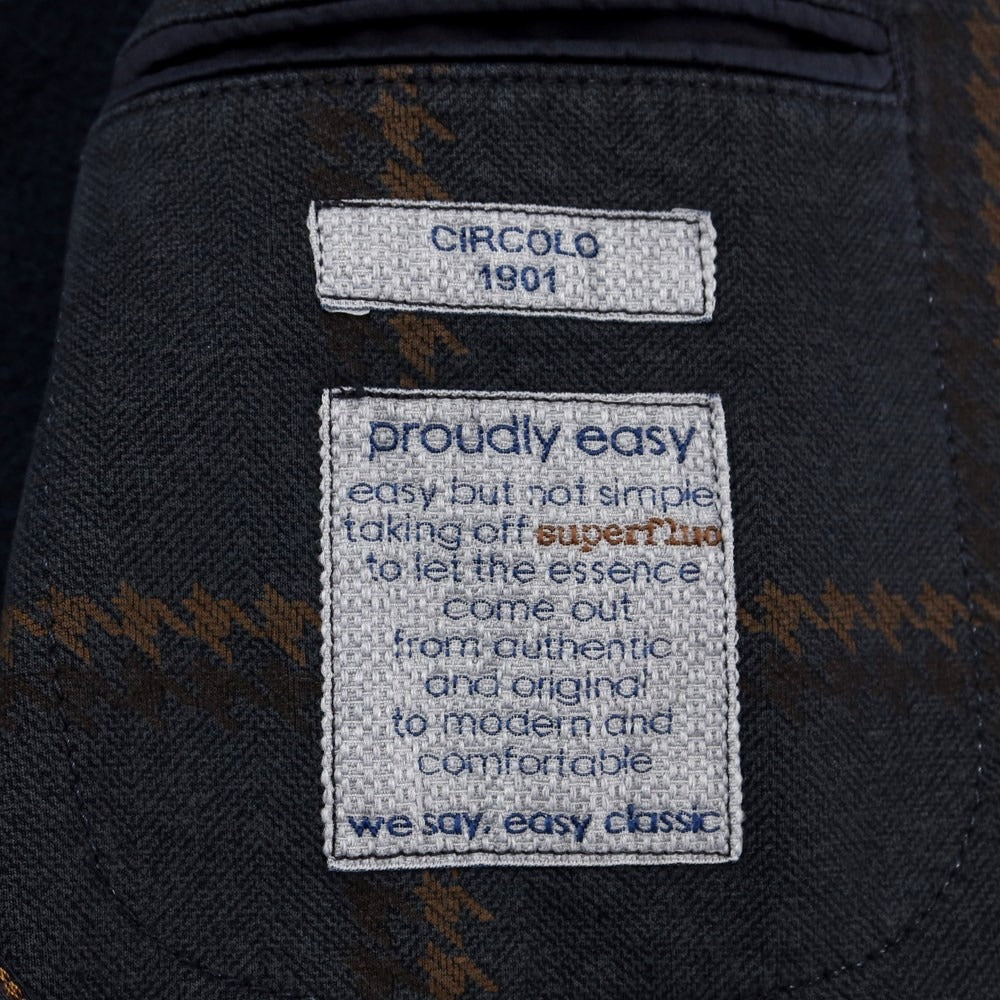 CIRCOLO
1901
proudly easy
easy but not simple
taking off superfluo
to let the essence
come out
from authentic
and original
to modern and
comfortable
we say, easy classic